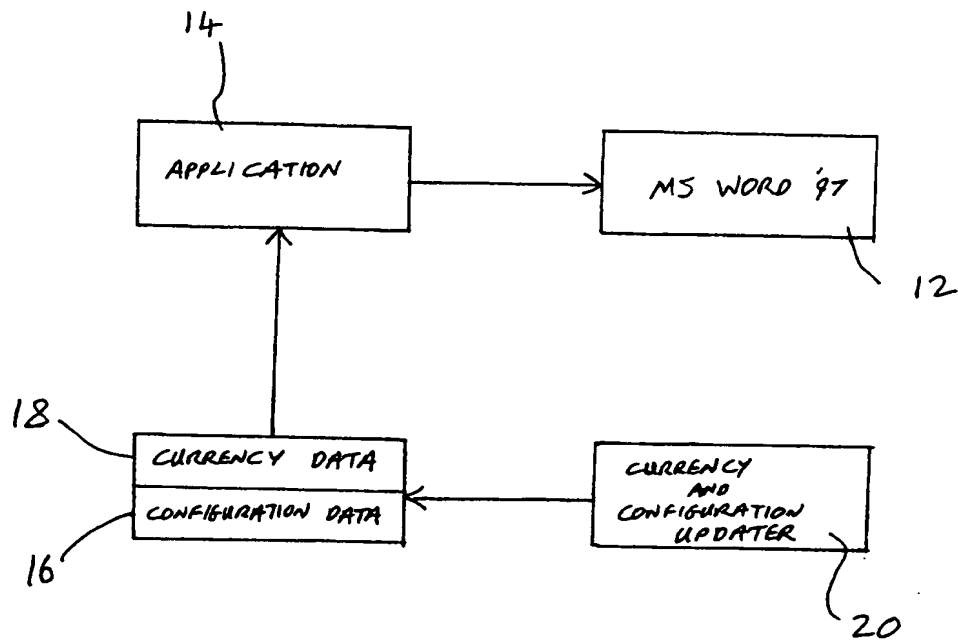 14
APPLICATION
MS WORD '97
12
18
CURRENCY DATA
CONFIGURATION DATA
16
CURRENCY
AND
CONFIGURATION
UPDATER
20